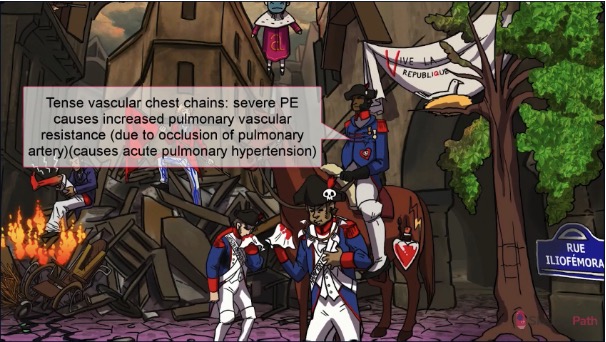 VIVE LA
REPUBLIQUE
Tense vascular chest chains: severe PE
causes increased pulmonary vascular
resistance (due to occlusion of pulmonary
artery)(causes acute pulmonary hypertension)
RUE
ILIOFÉMORA
Path